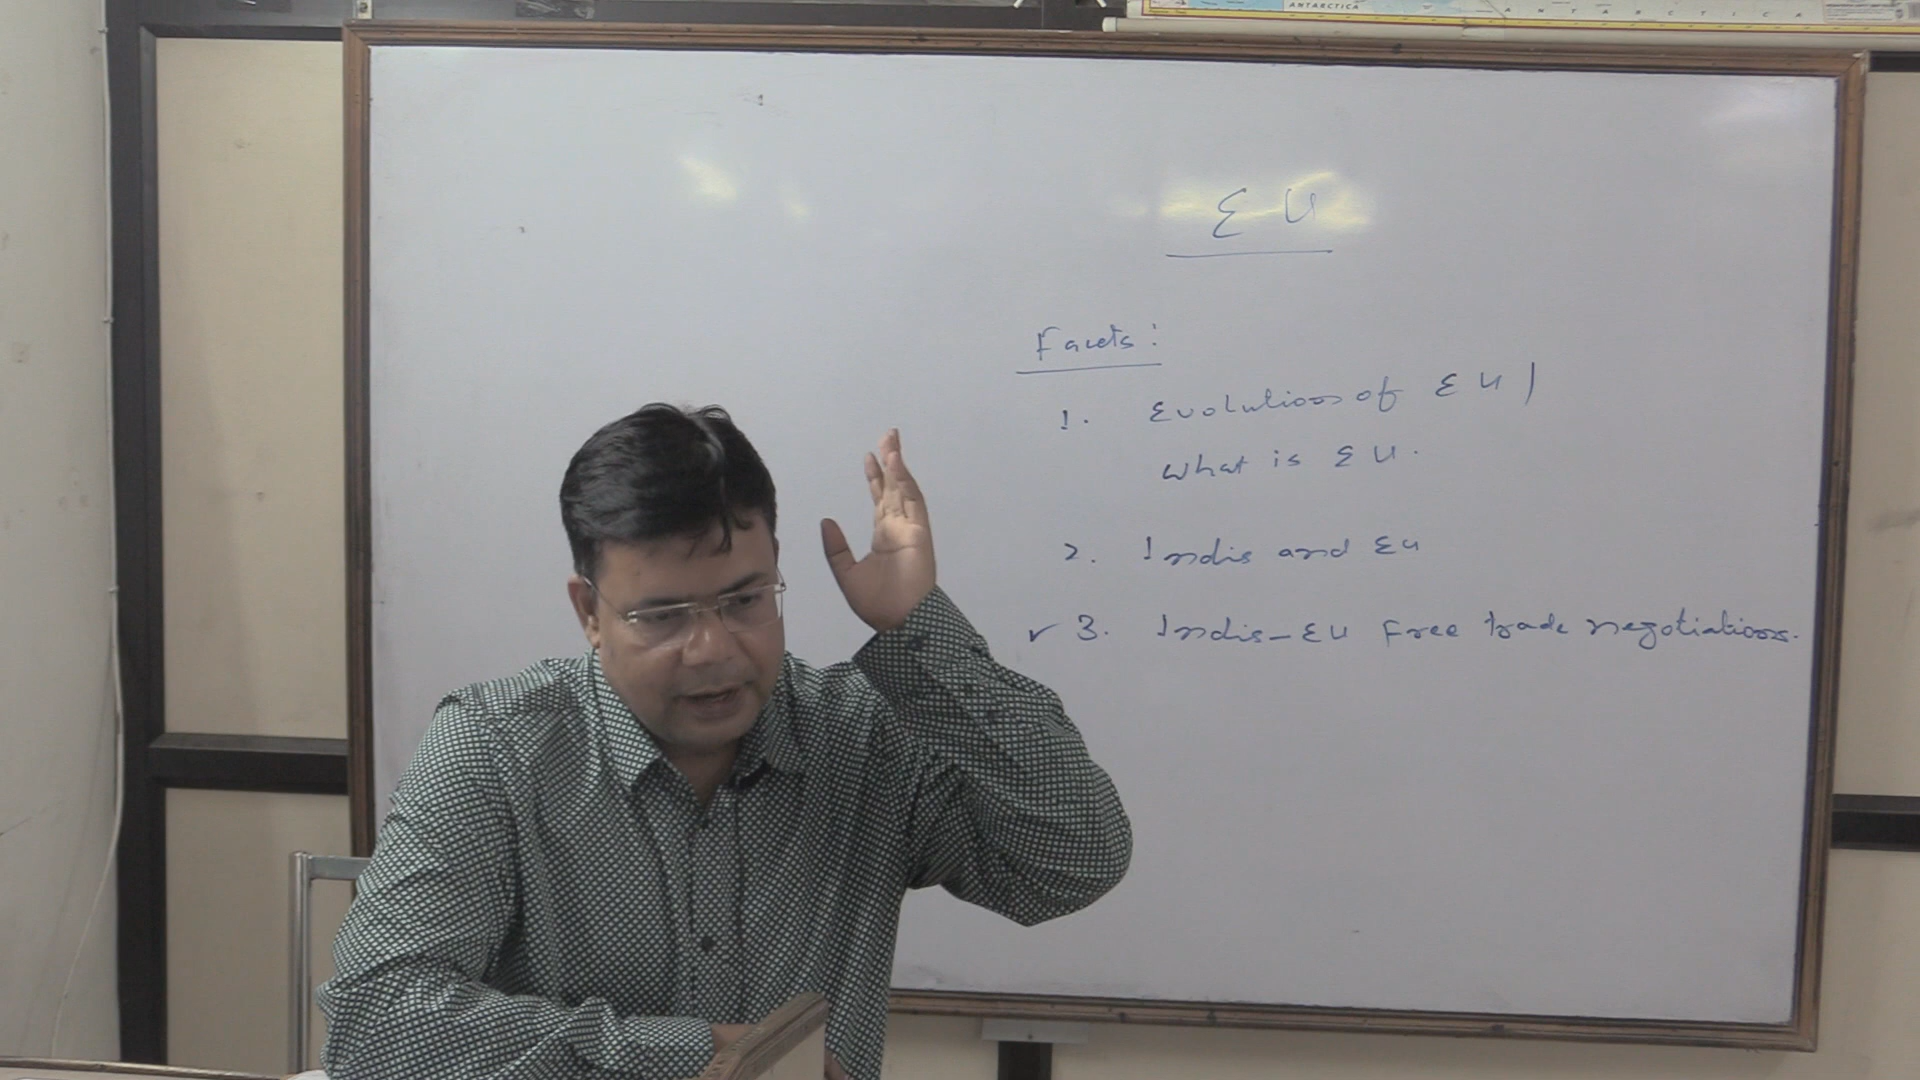 ANTARCTICA
A N T A R C T I C A
EU
Facets:
1. Evolution of EU /
What is EU.
2. India and EU
✓ 3. India-EU Free trade negotiations.